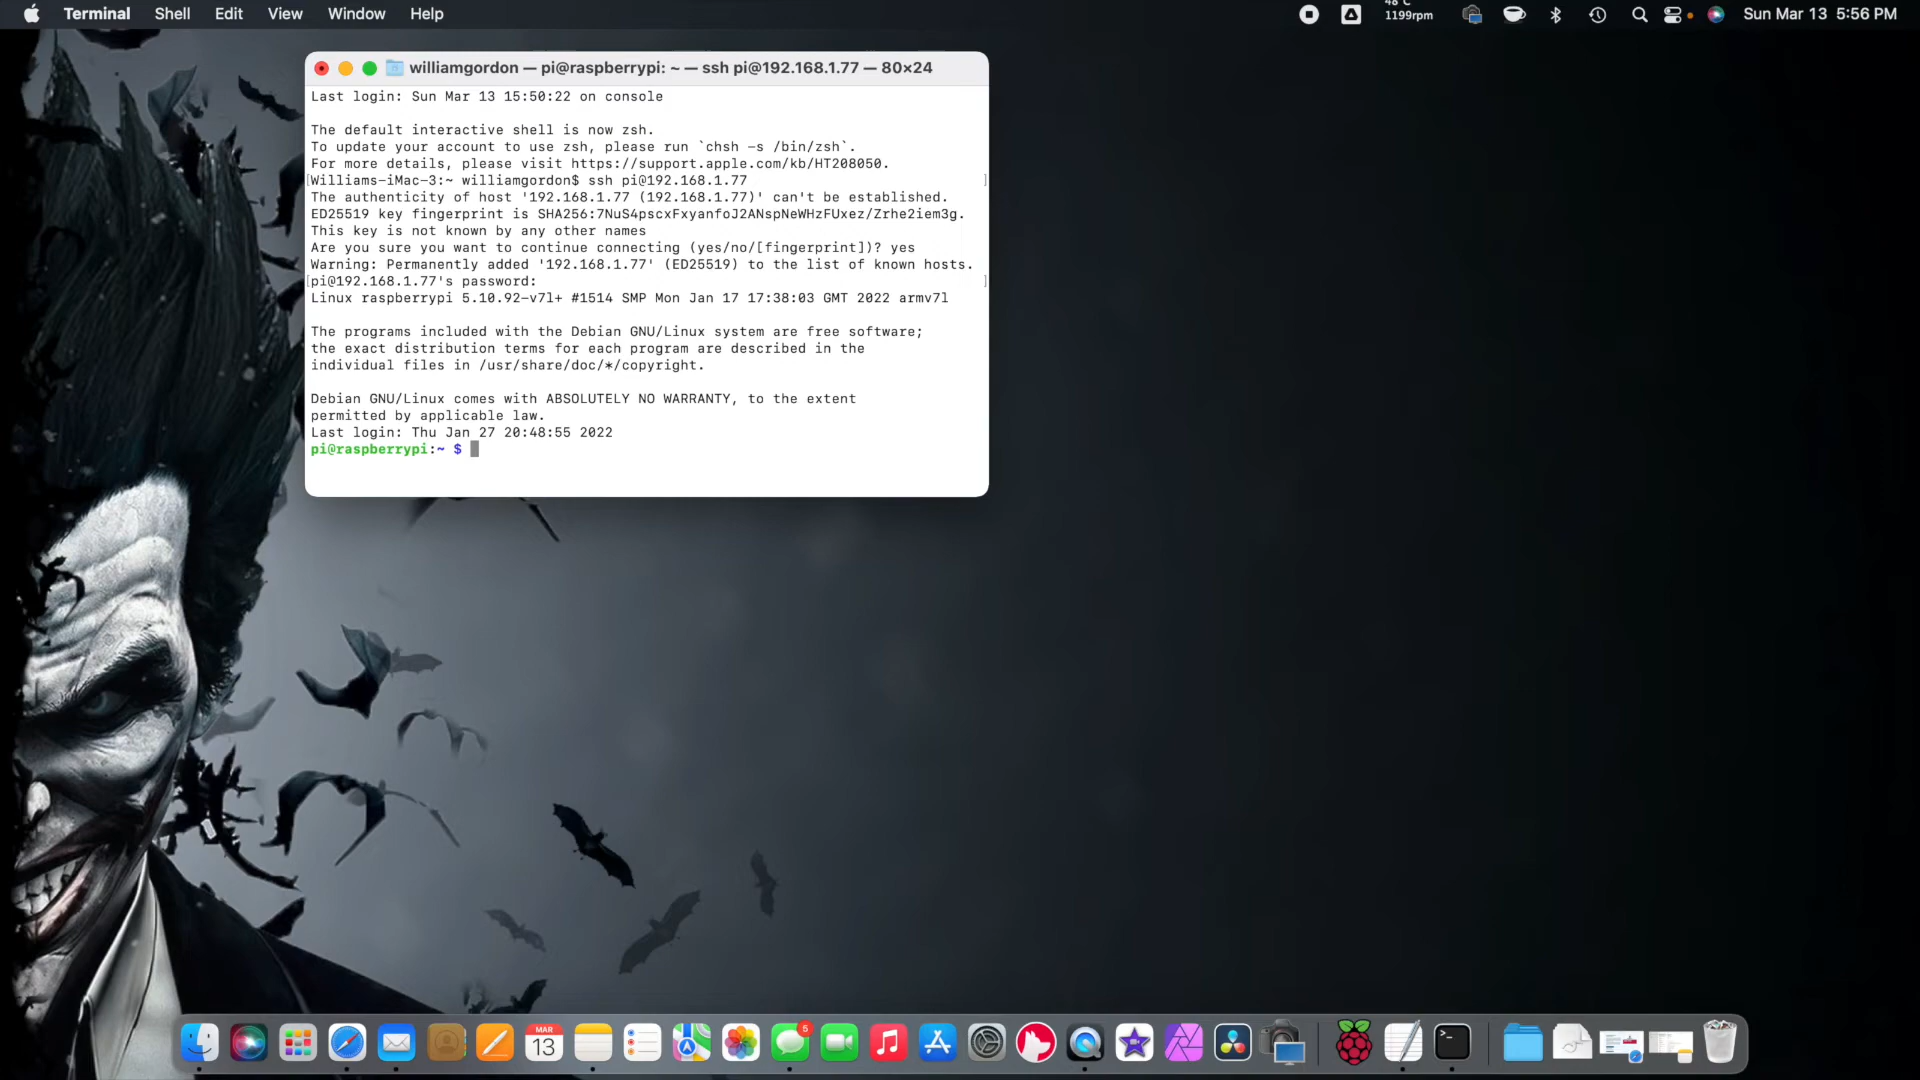 Terminal Shell Edit View Window Help
48°C
1199rpm
Sun Mar 13 5:56 PM
williamgordon — pi@raspberrypi: ~ — ssh pi@192.168.1.77 — 80×24
Last login: Sun Mar 13 15:50:22 on console
The default interactive shell is now zsh.
To update your account to use zsh, please run `chsh -s /bin/zsh`.
For more details, please visit https://support.apple.com/kb/HT208050.
[Williams-iMac-3:~ williamgordon$ ssh pi@192.168.1.77 ]
The authenticity of host '192.168.1.77 (192.168.1.77)' can't be established.
ED25519 key fingerprint is SHA256:7NuS4pscxFxyanfoJ2ANspNeWHzFUxez/Zrhe2iem3g.
This key is not known by any other names
Are you sure you want to continue connecting (yes/no/[fingerprint])? yes
Warning: Permanently added '192.168.1.77' (ED25519) to the list of known hosts.
[pi@192.168.1.77's password: ]
Linux raspberrypi 5.10.92-v7l+ #1514 SMP Mon Jan 17 17:38:03 GMT 2022 armv7l
The programs included with the Debian GNU/Linux system are free software;
the exact distribution terms for each program are described in the
individual files in /usr/share/doc/*/copyright.
Debian GNU/Linux comes with ABSOLUTELY NO WARRANTY, to the extent
permitted by applicable law.
Last login: Thu Jan 27 20:48:55 2022
pi@raspberrypi:~ $
MAR
13
5
>_